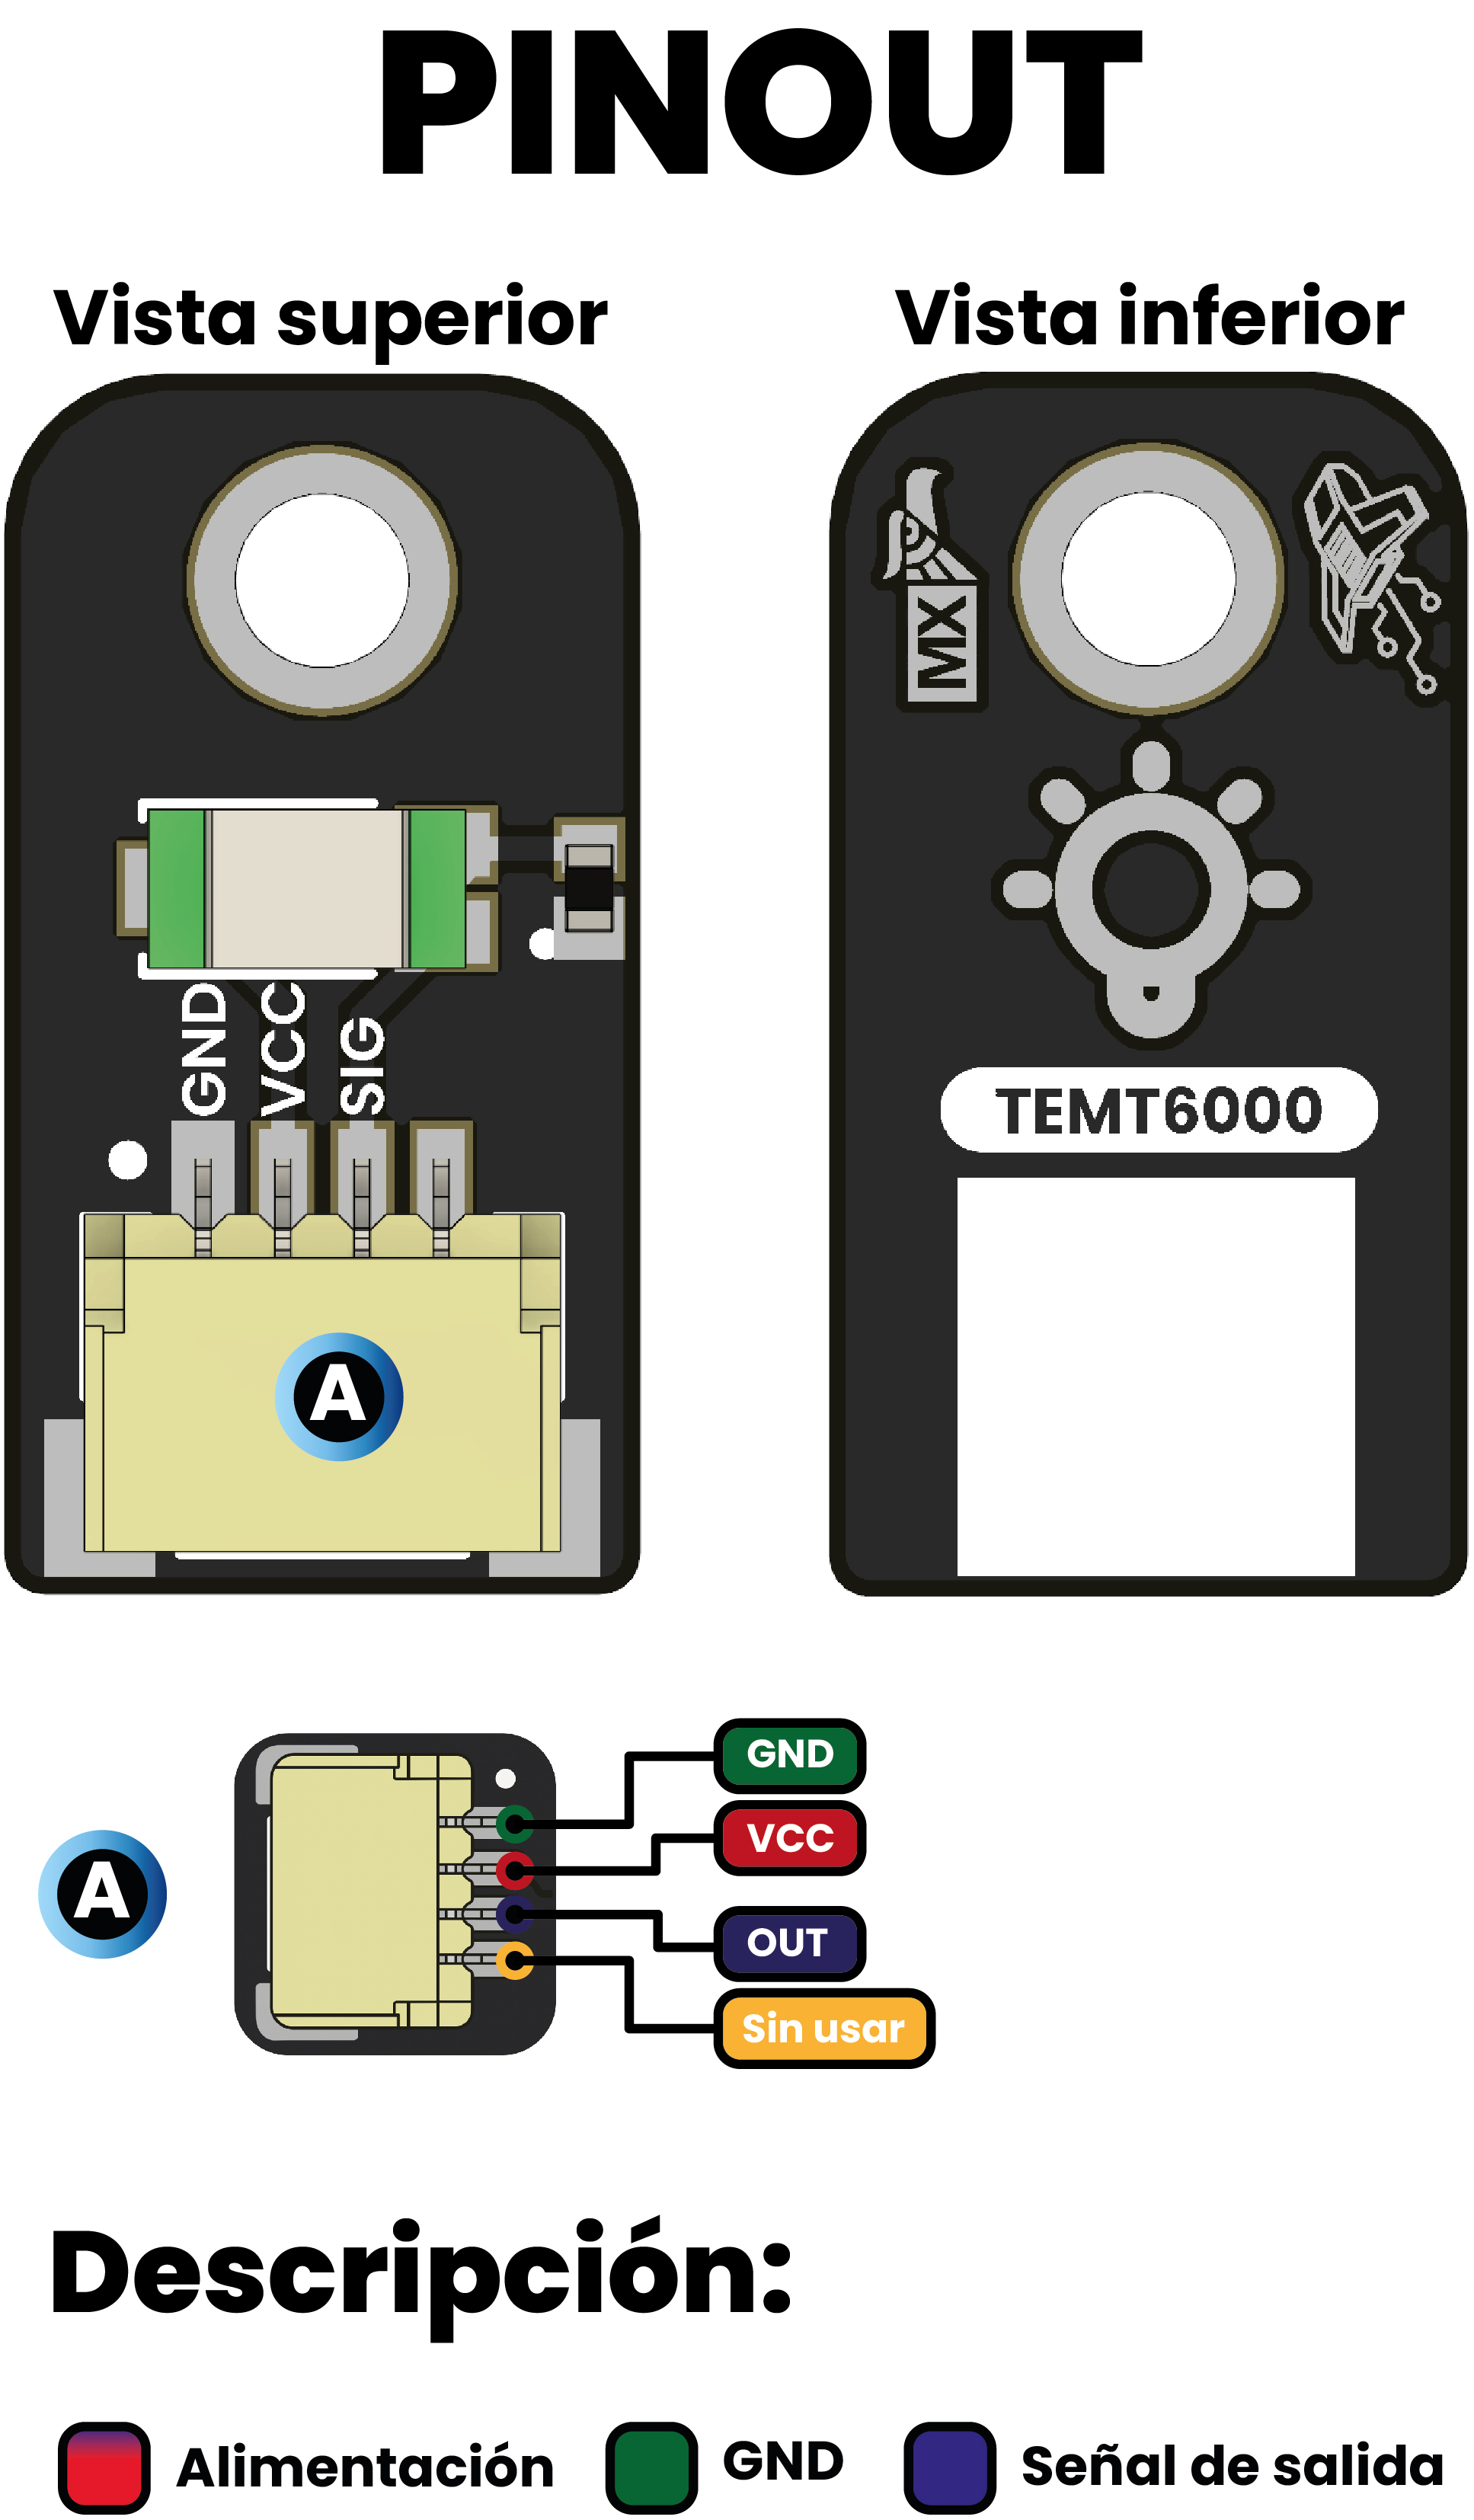 PINOUT
Vista superior
Vista inferior
MX
GND
VCC
SIG
TEMT6000
A
GND
VCC
A
OUT
Sin usar
Descripción:
Alimentación
GND
Señal de salida